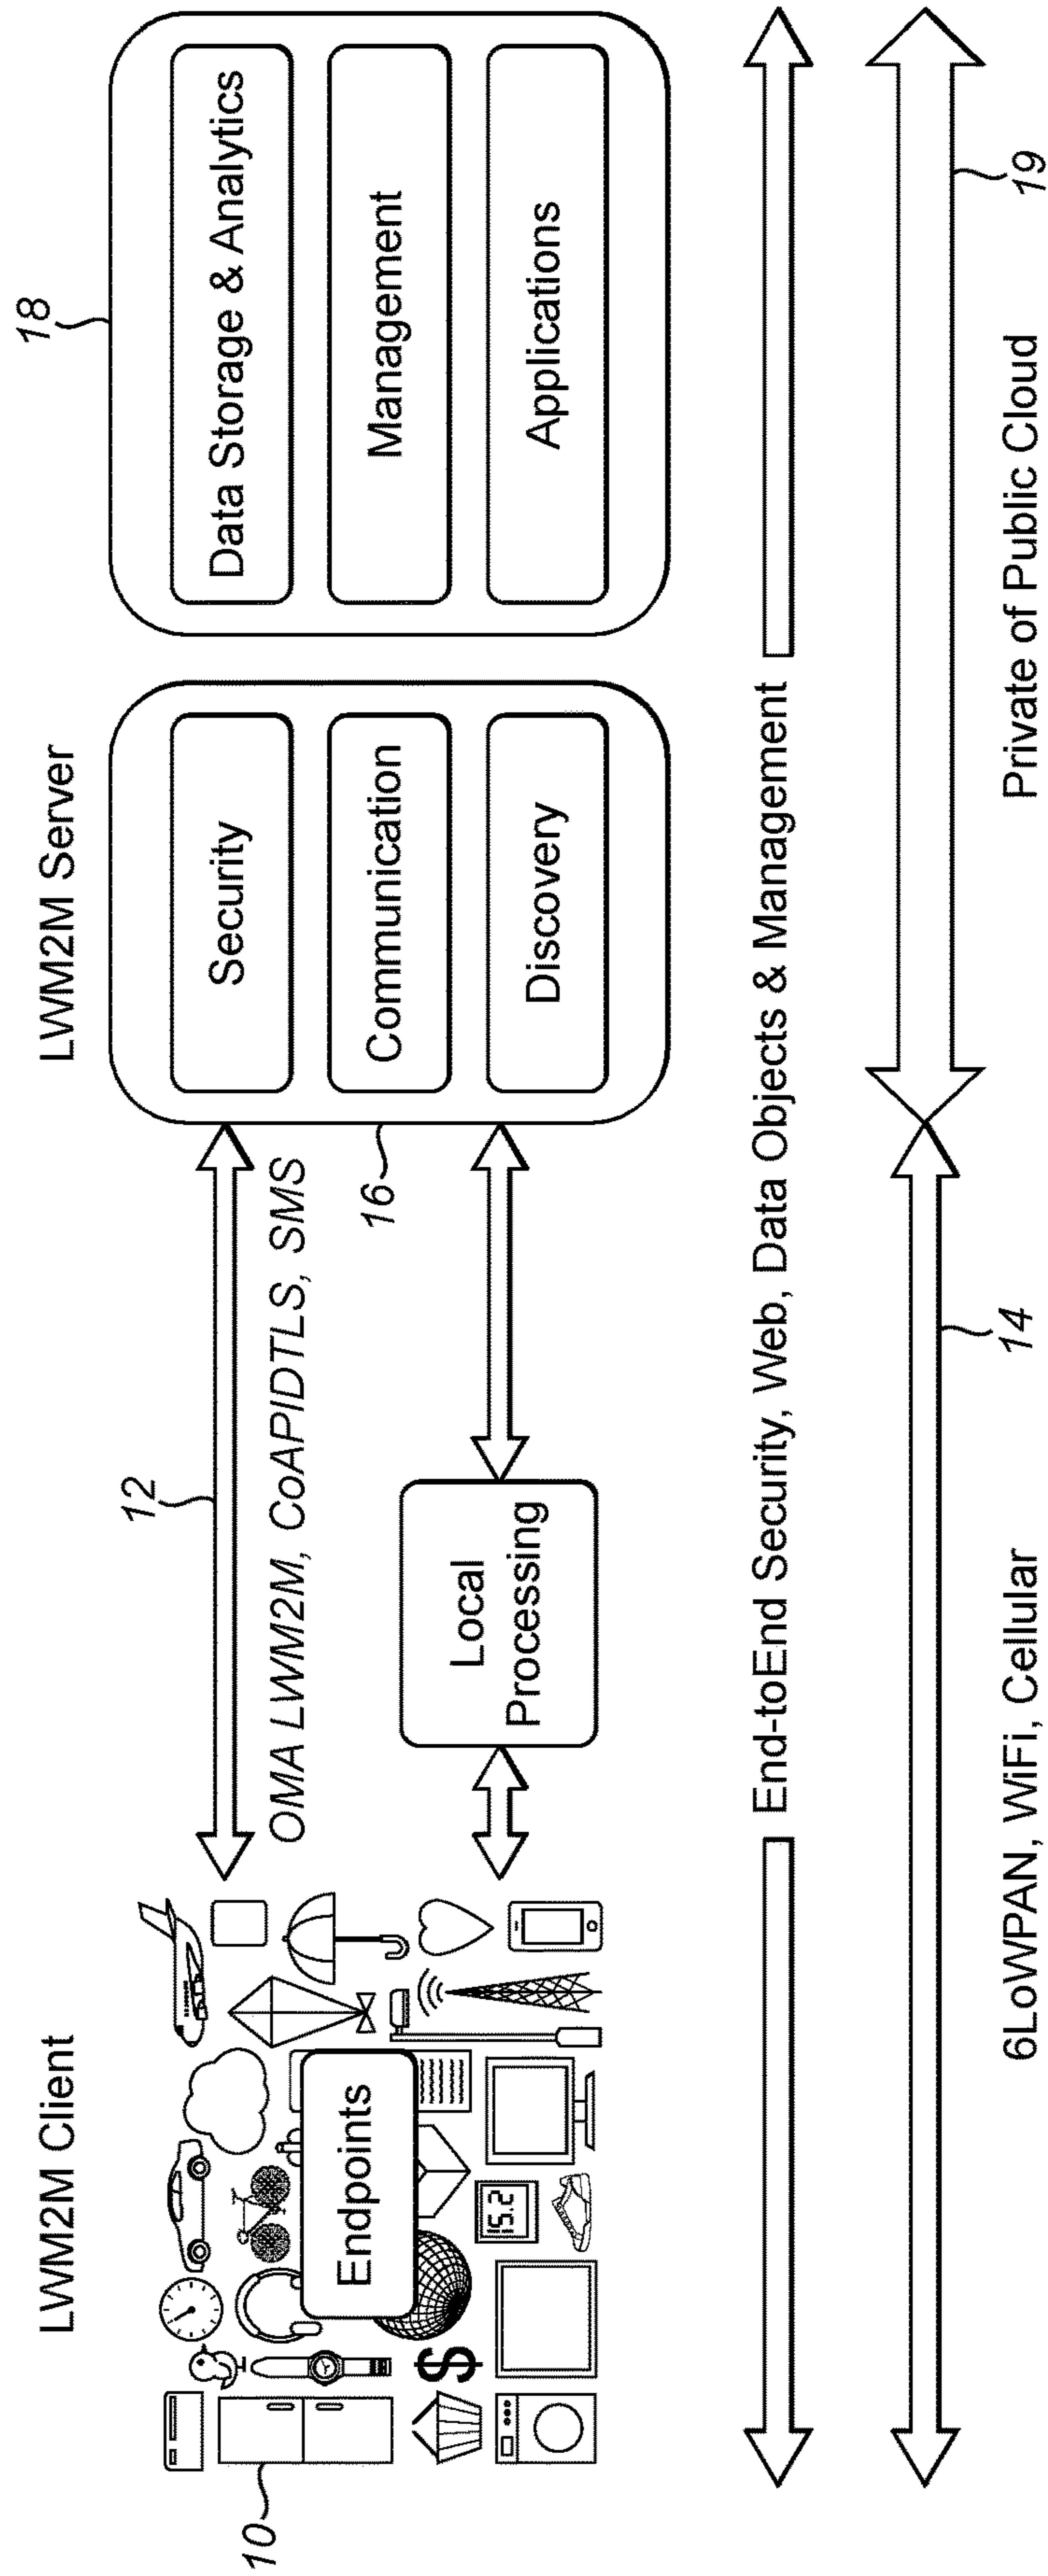 LWM2M Client
LWM2M Server
18
10
Endpoints
15.2
$
12
OMA LWM2M, CoAPIDTLS, SMS
Local
Processing
16
Security
Communication
Discovery
Data Storage & Analytics
Management
Applications
End-toEnd Security, Web, Data Objects & Management
14
19
6LoWPAN, WiFi, Cellular
Private of Public Cloud